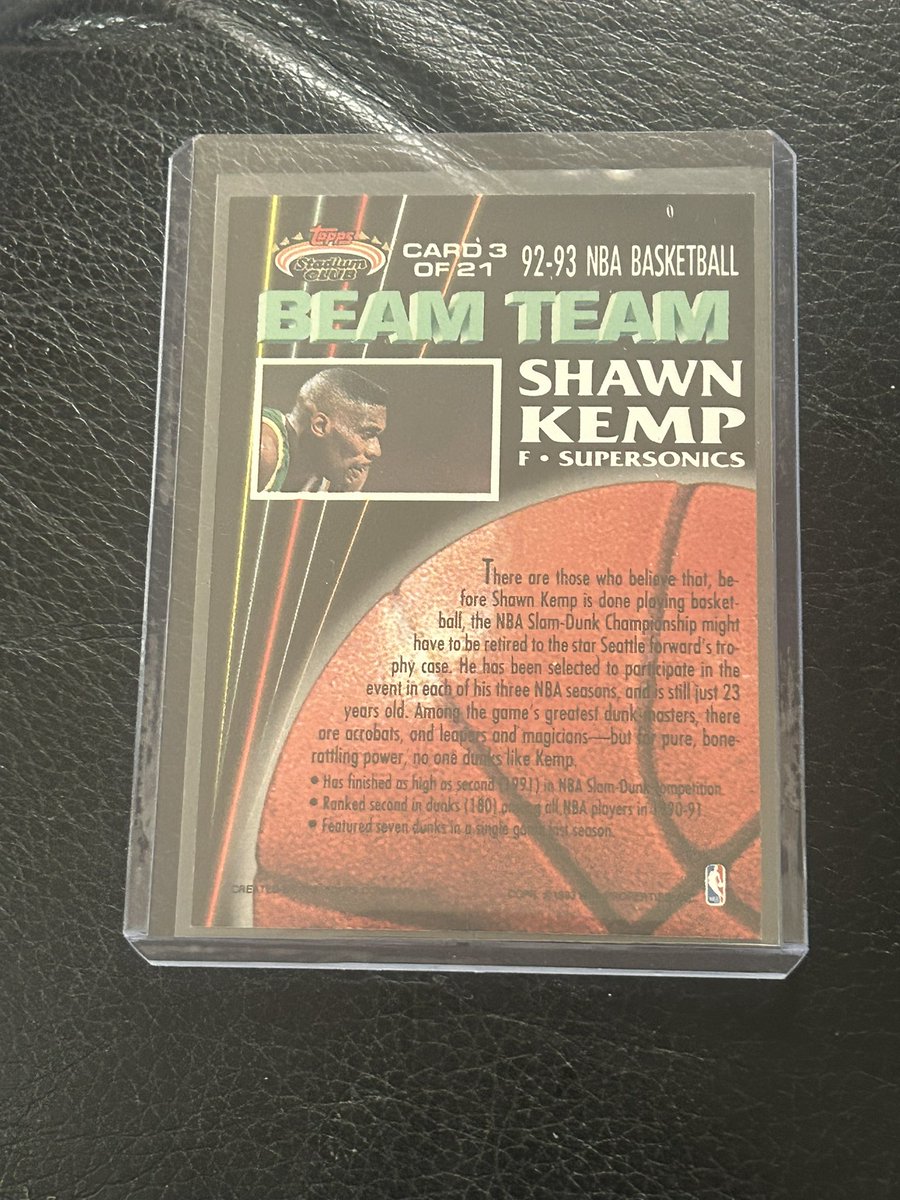 Topps
Stadium
CLUB
CARD 3
OF 21
92-93 NBA BASKETBALL
BEAM TEAM
SHAWN
KEMP
F • SUPERSONICS
There are those who believe that, be-
fore Shawn Kemp is done playing basket-
ball, the NBA Slam-Dunk Championship might
have to be retired to the star Seattle forward's tro-
phy case. He has been selected to participate in the
event in each of his three NBA seasons, and is still just 23
years old. Among the game's greatest dunk-masters, there
are acrobats, and leapers and magicians—but for pure, bone-
rattling power, no one dunks like Kemp.
• Has finished as high as second (1991) in NBA Slam-Dunk competition.
• Ranked second in dunks (180) among all NBA players in 1990-91.
• Featured seven dunks in a single game last season.
CREATED